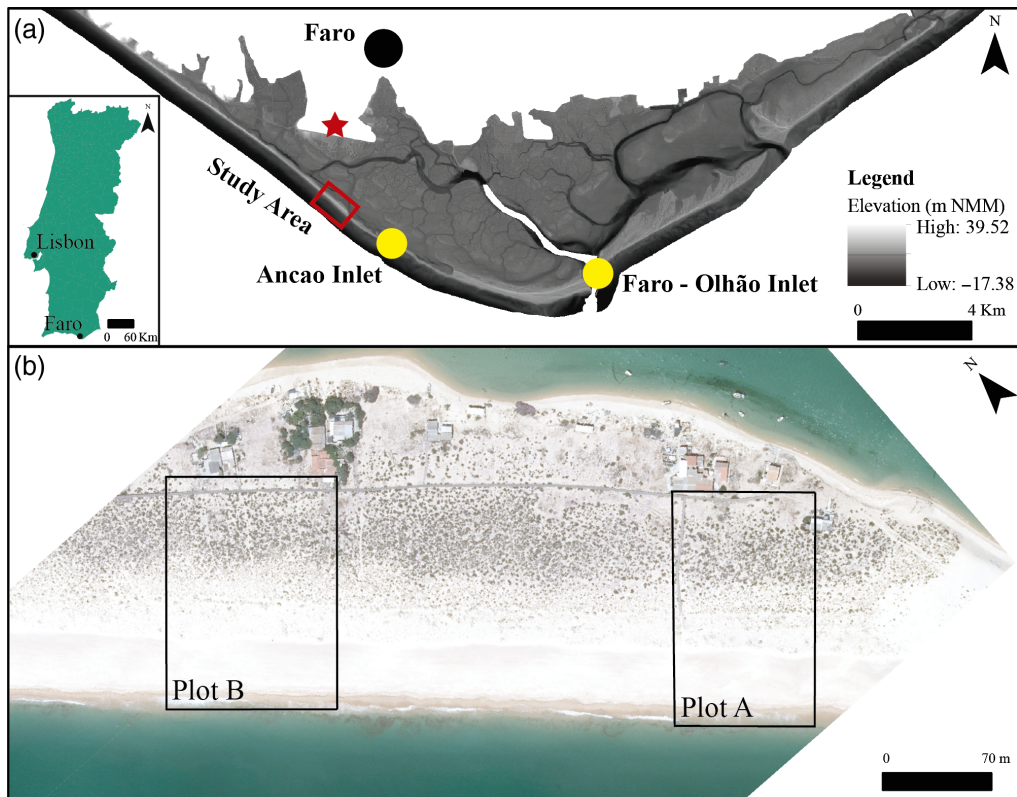 (a)
Faro
N
N
Lisbon
Faro
60 Km
Study Area
Ancao Inlet
Faro - Olhão Inlet
Legend
Elevation (m NMM)
High: 39.52
Low: −17.38
0
4 Km
(b)
N
Plot B
Plot A
0
70 m